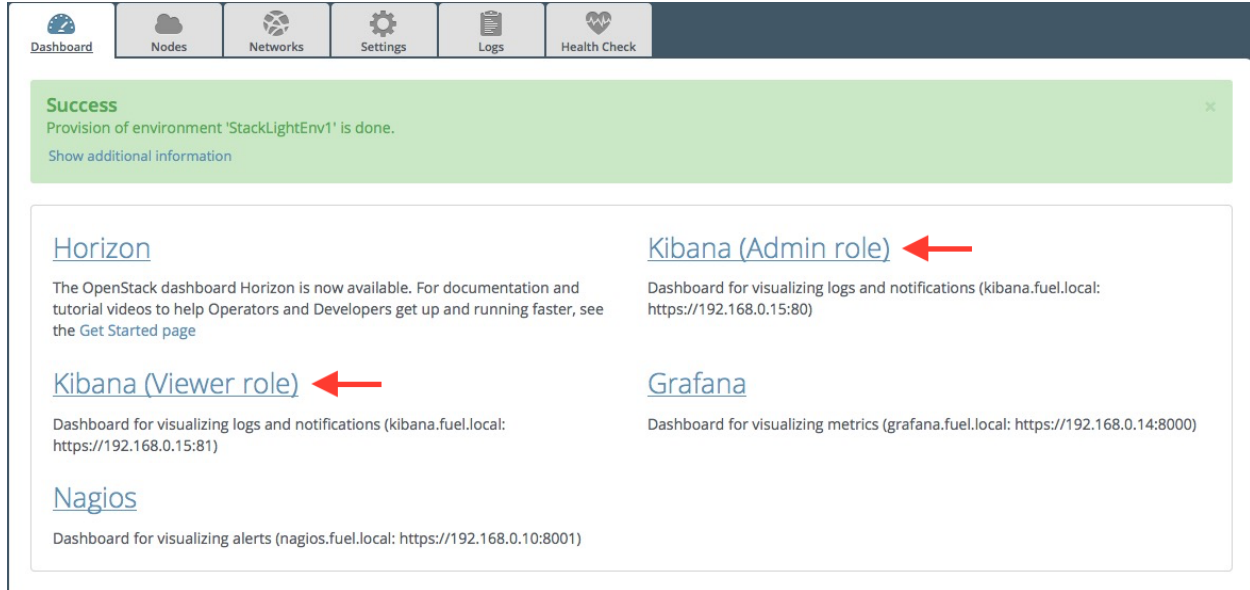 Dashboard
Nodes
Networks
Settings
Logs
Health Check
Success
×
Provision of environment 'StackLightEnv1' is done.
Show additional information
Horizon
The OpenStack dashboard Horizon is now available. For documentation and
tutorial videos to help Operators and Developers get up and running faster, see
the Get Started page
Kibana (Admin role)
Dashboard for visualizing logs and notifications (kibana.fuel.local:
https://192.168.0.15:80)
Kibana (Viewer role)
Dashboard for visualizing logs and notifications (kibana.fuel.local:
https://192.168.0.15:81)
Grafana
Dashboard for visualizing metrics (grafana.fuel.local: https://192.168.0.14:8000)
Nagios
Dashboard for visualizing alerts (nagios.fuel.local: https://192.168.0.10:8001)